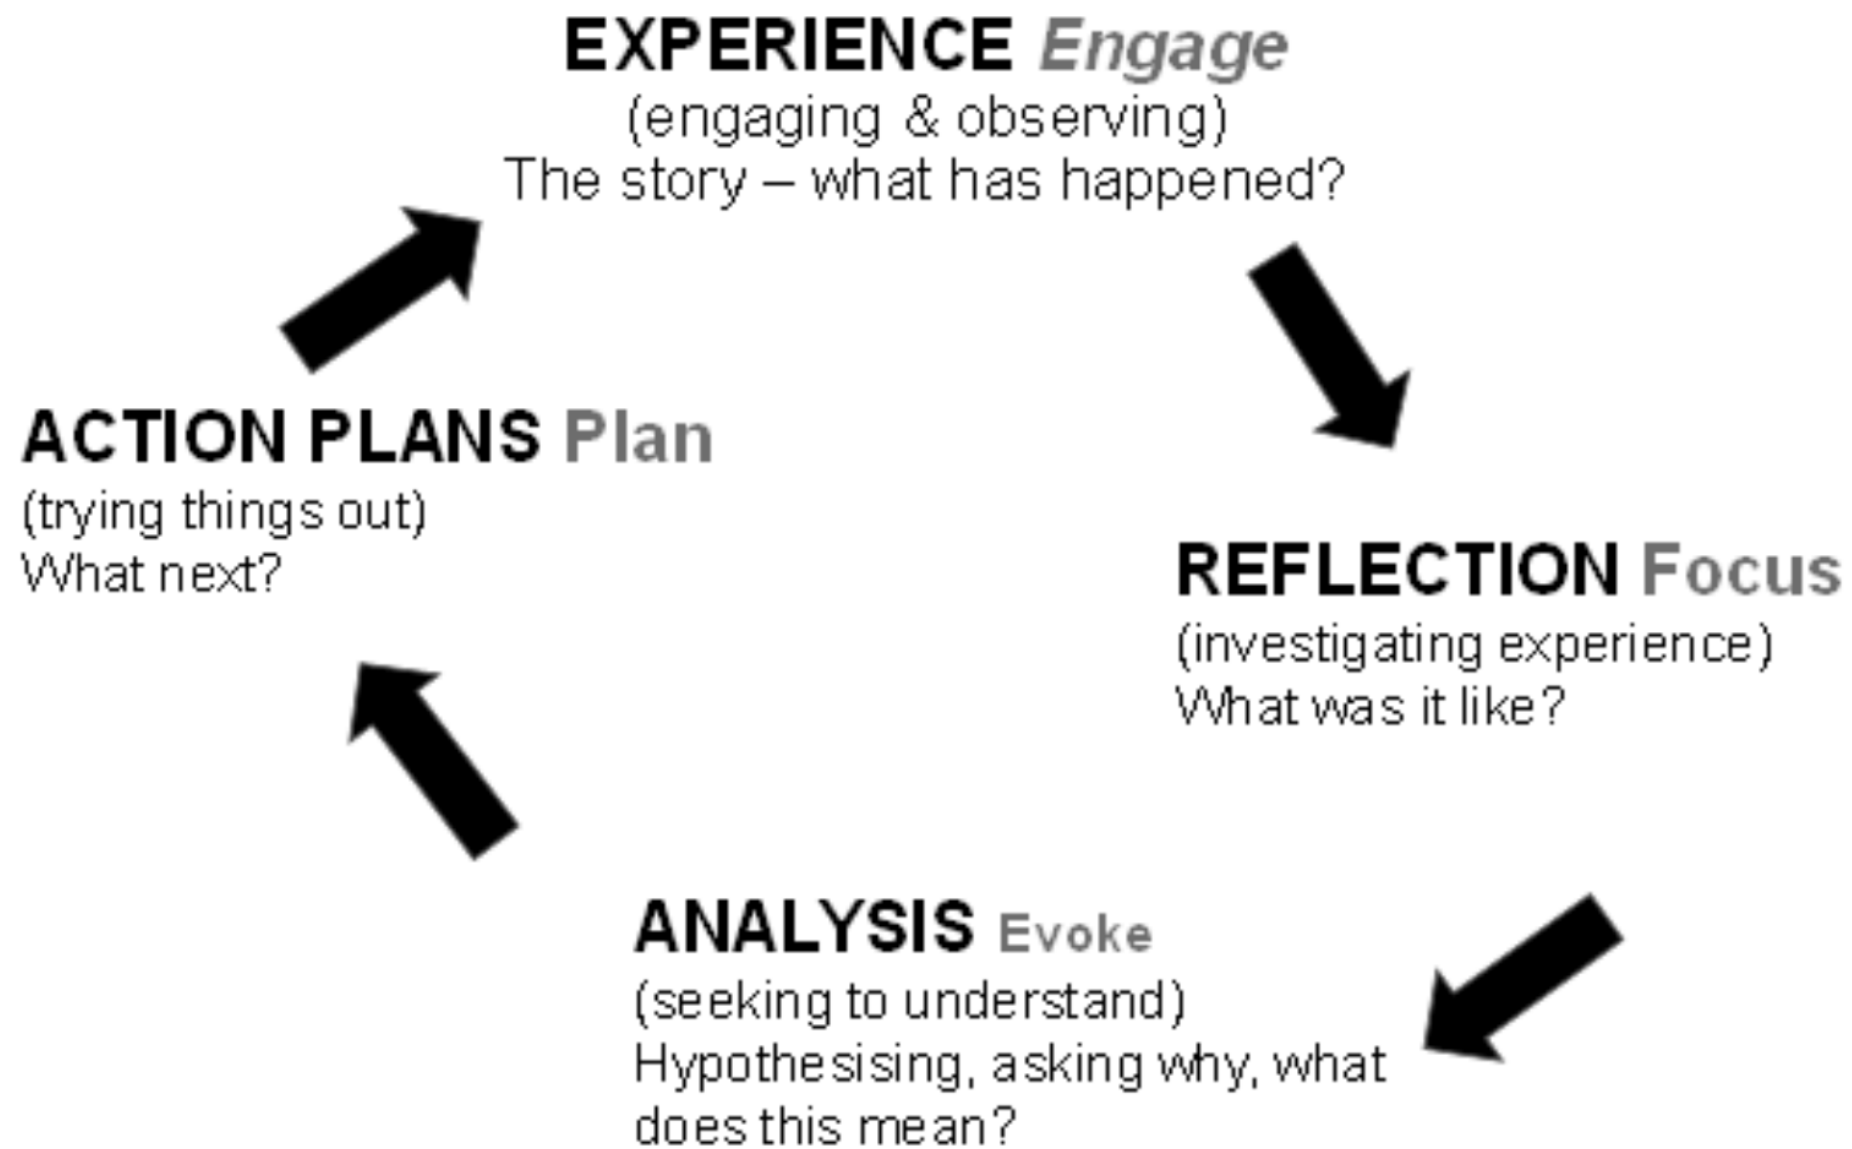 EXPERIENCE Engage
(engaging & observing)
The story – what has happened?
REFLECTION Focus
(investigating experience)
What was it like?
ANALYSIS Evoke
(seeking to understand)
Hypothesising, asking why, what
does this mean?
ACTION PLANS Plan
(trying things out)
What next?